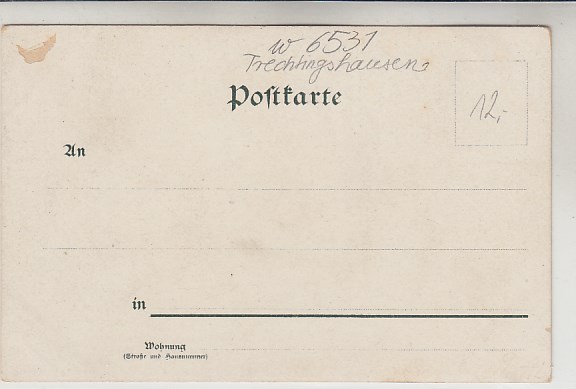 W 6531
Trechtingshausen
Postkarte
12,-
An
in
Wohnung
(Straße und Hausnummer)